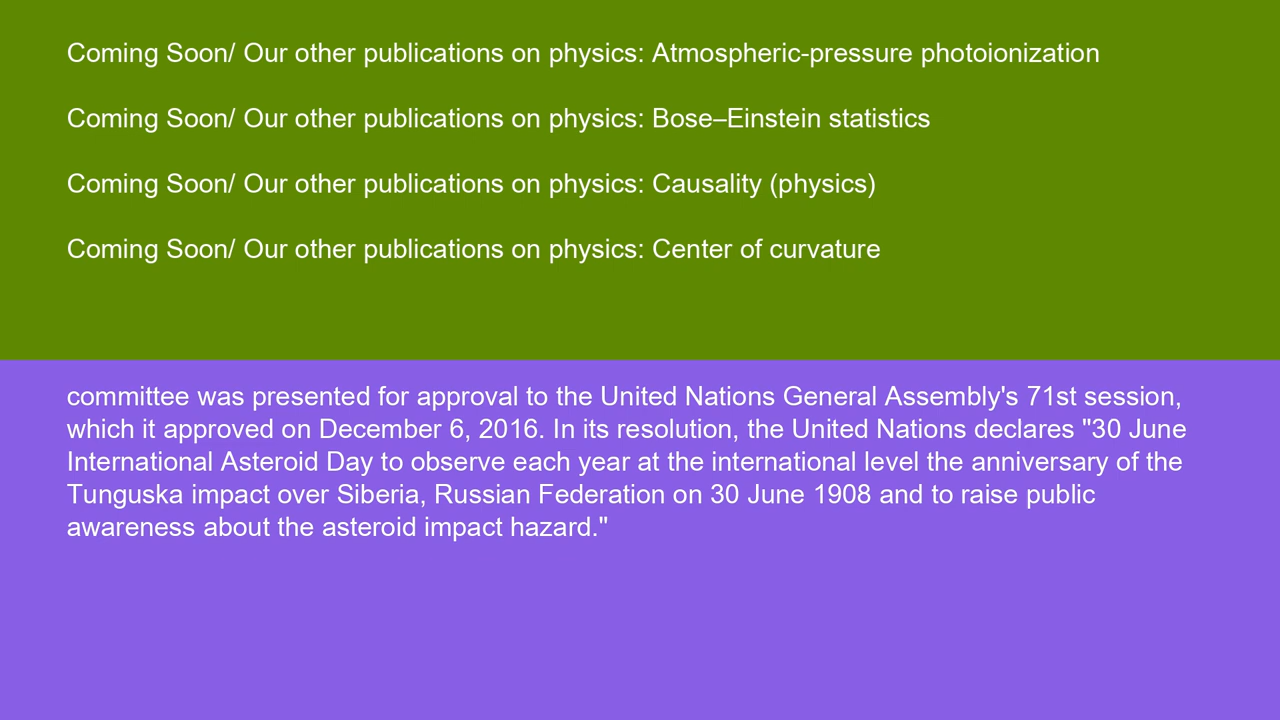 Coming Soon/ Our other publications on physics: Atmospheric-pressure photoionization
Coming Soon/ Our other publications on physics: Bose–Einstein statistics
Coming Soon/ Our other publications on physics: Causality (physics)
Coming Soon/ Our other publications on physics: Center of curvature
committee was presented for approval to the United Nations General Assembly's 71st session,
which it approved on December 6, 2016. In its resolution, the United Nations declares "30 June
International Asteroid Day to observe each year at the international level the anniversary of the
Tunguska impact over Siberia, Russian Federation on 30 June 1908 and to raise public
awareness about the asteroid impact hazard."